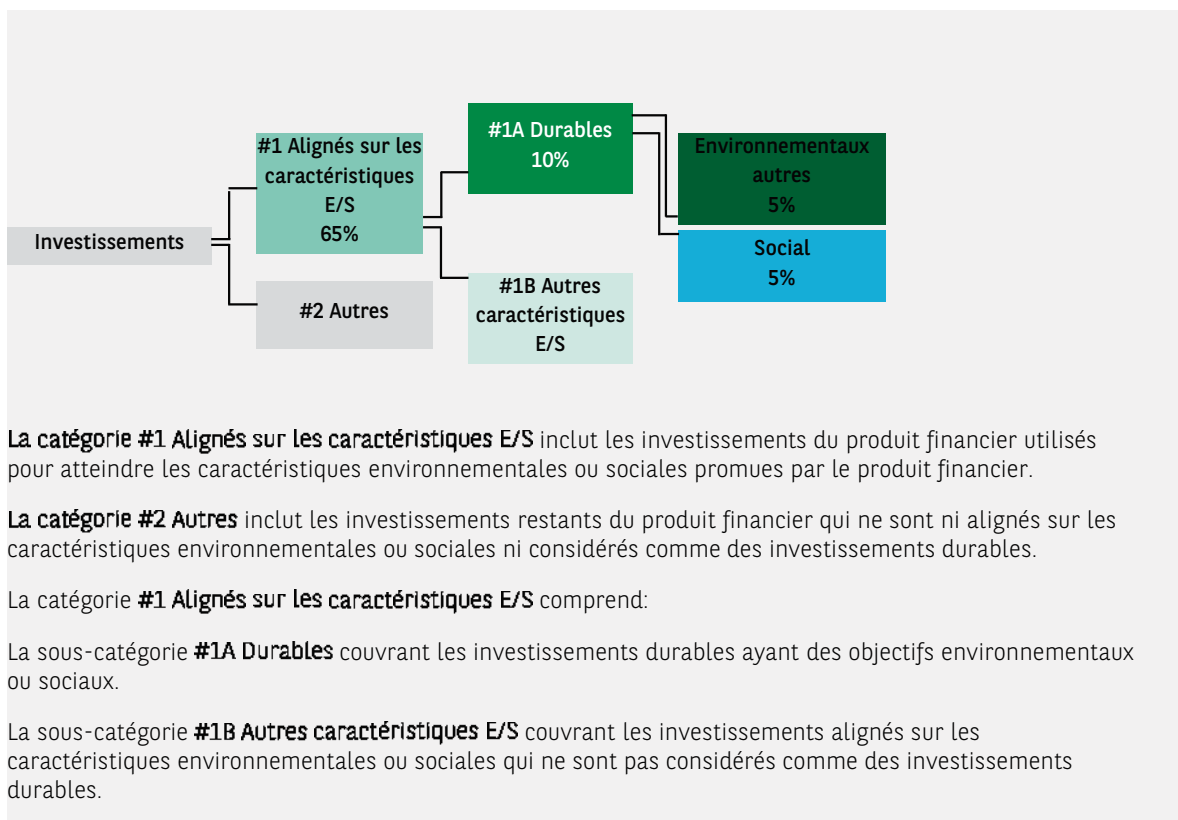 #1A Durables
10%
#1 Alignés sur les
caractéristiques
E/S
65%
Environnementaux
autres
5%
Investissements
Social
5%
#2 Autres
#1B Autres
caractéristiques
E/S
La catégorie #1 Alignés sur les caractéristiques E/S inclut les investissements du produit financier utilisés
pour atteindre les caractéristiques environnementales ou sociales promues par le produit financier.
La catégorie #2 Autres inclut les investissements restants du produit financier qui ne sont ni alignés sur les
caractéristiques environnementales ou sociales ni considérés comme des investissements durables.
La catégorie #1 Alignés sur les caractéristiques E/S comprend:
La sous-catégorie #1A Durables couvrant les investissements durables ayant des objectifs environnementaux
ou sociaux.
La sous-catégorie #1B Autres caractéristiques E/S couvrant les investissements alignés sur les
caractéristiques environnementales ou sociales qui ne sont pas considérés comme des investissements
durables.